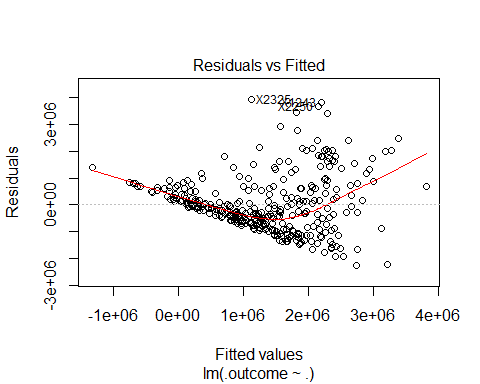 Residuals vs Fitted
Residuals
3e+06
0e+00
-3e+06
X2325
-1e+06 0e+00 1e+06 2e+06 3e+06 4e+06
Fitted values
lm(.outcome ~ .)